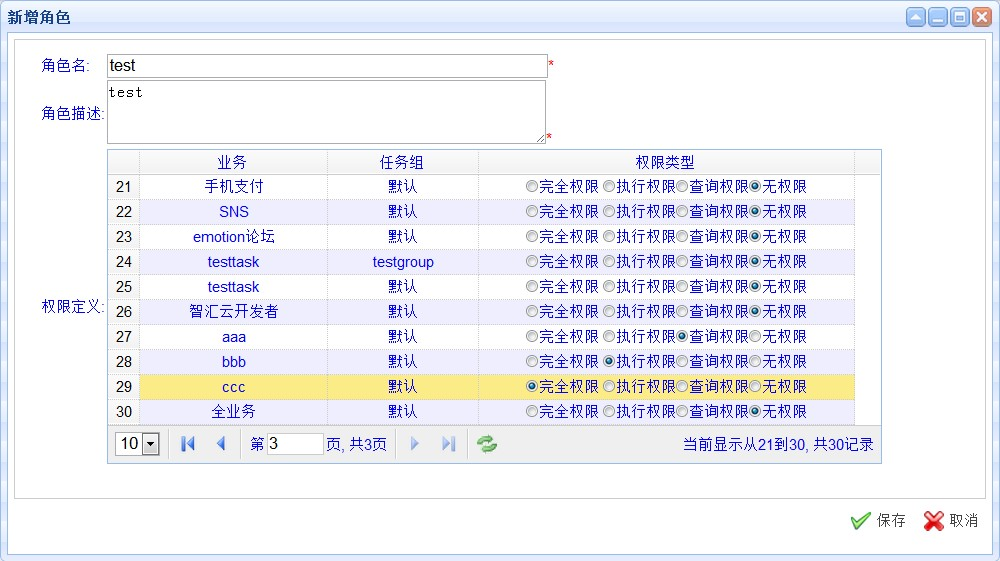 新增角色
角色名: test *
角色描述: test *
权限定义:
业务 任务组 权限类型
21 手机支付 默认 完全权限 执行权限 查询权限 无权限
22 SNS 默认 完全权限 执行权限 查询权限 无权限
23 emotion论坛 默认 完全权限 执行权限 查询权限 无权限
24 testtask testgroup 完全权限 执行权限 查询权限 无权限
25 testtask 默认 完全权限 执行权限 查询权限 无权限
26 智汇云开发者 默认 完全权限 执行权限 查询权限 无权限
27 aaa 默认 完全权限 执行权限 查询权限 无权限
28 bbb 默认 完全权限 执行权限 查询权限 无权限
29 ccc 默认 完全权限 执行权限 查询权限 无权限
30 全业务 默认 完全权限 执行权限 查询权限 无权限
10 第 3 页, 共3页 当前显示从21到30, 共30记录
保存 取消